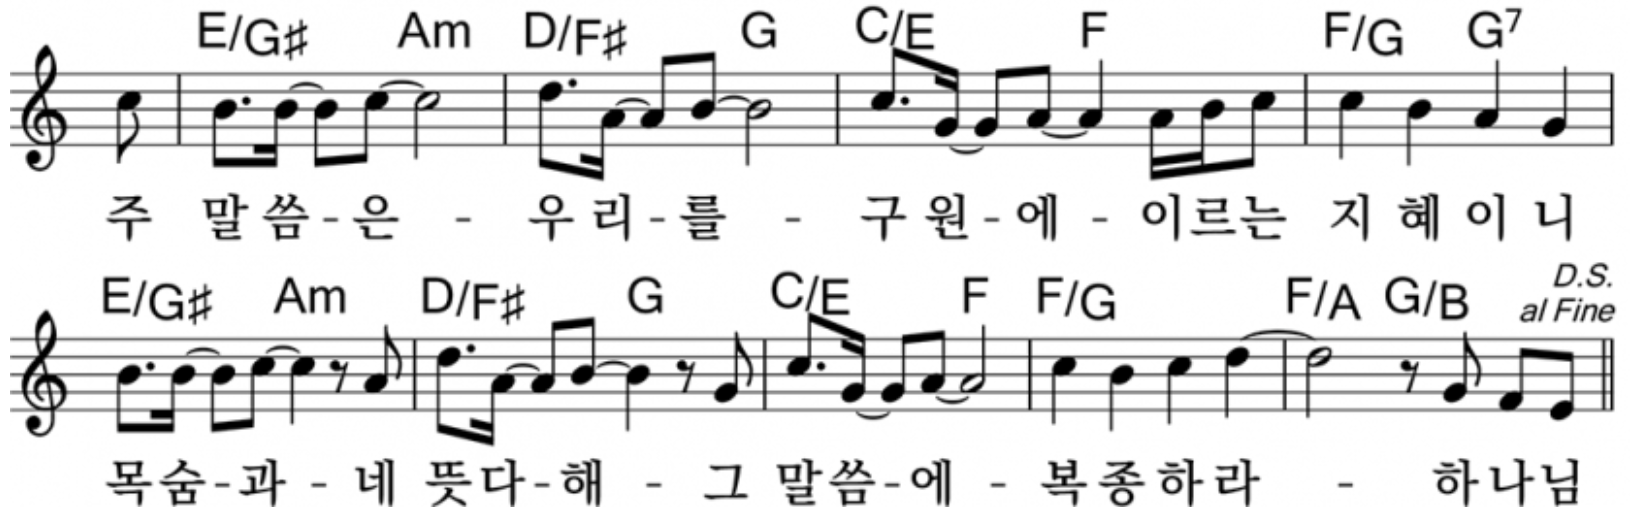 E/G♯ Am D/F♯ G C/E F F/G G7
주 말 씀 - 은 - 우 리 - 를 - 구 원 - 에 - 이르는 지 혜 이 니
D.S.
E/G♯ Am D/F♯ G C/E F F/G F/A G/B al Fine
목숨 - 과 - 네 뜻다 - 해 - 그 말씀 - 에 - 복종하라 - 하나님